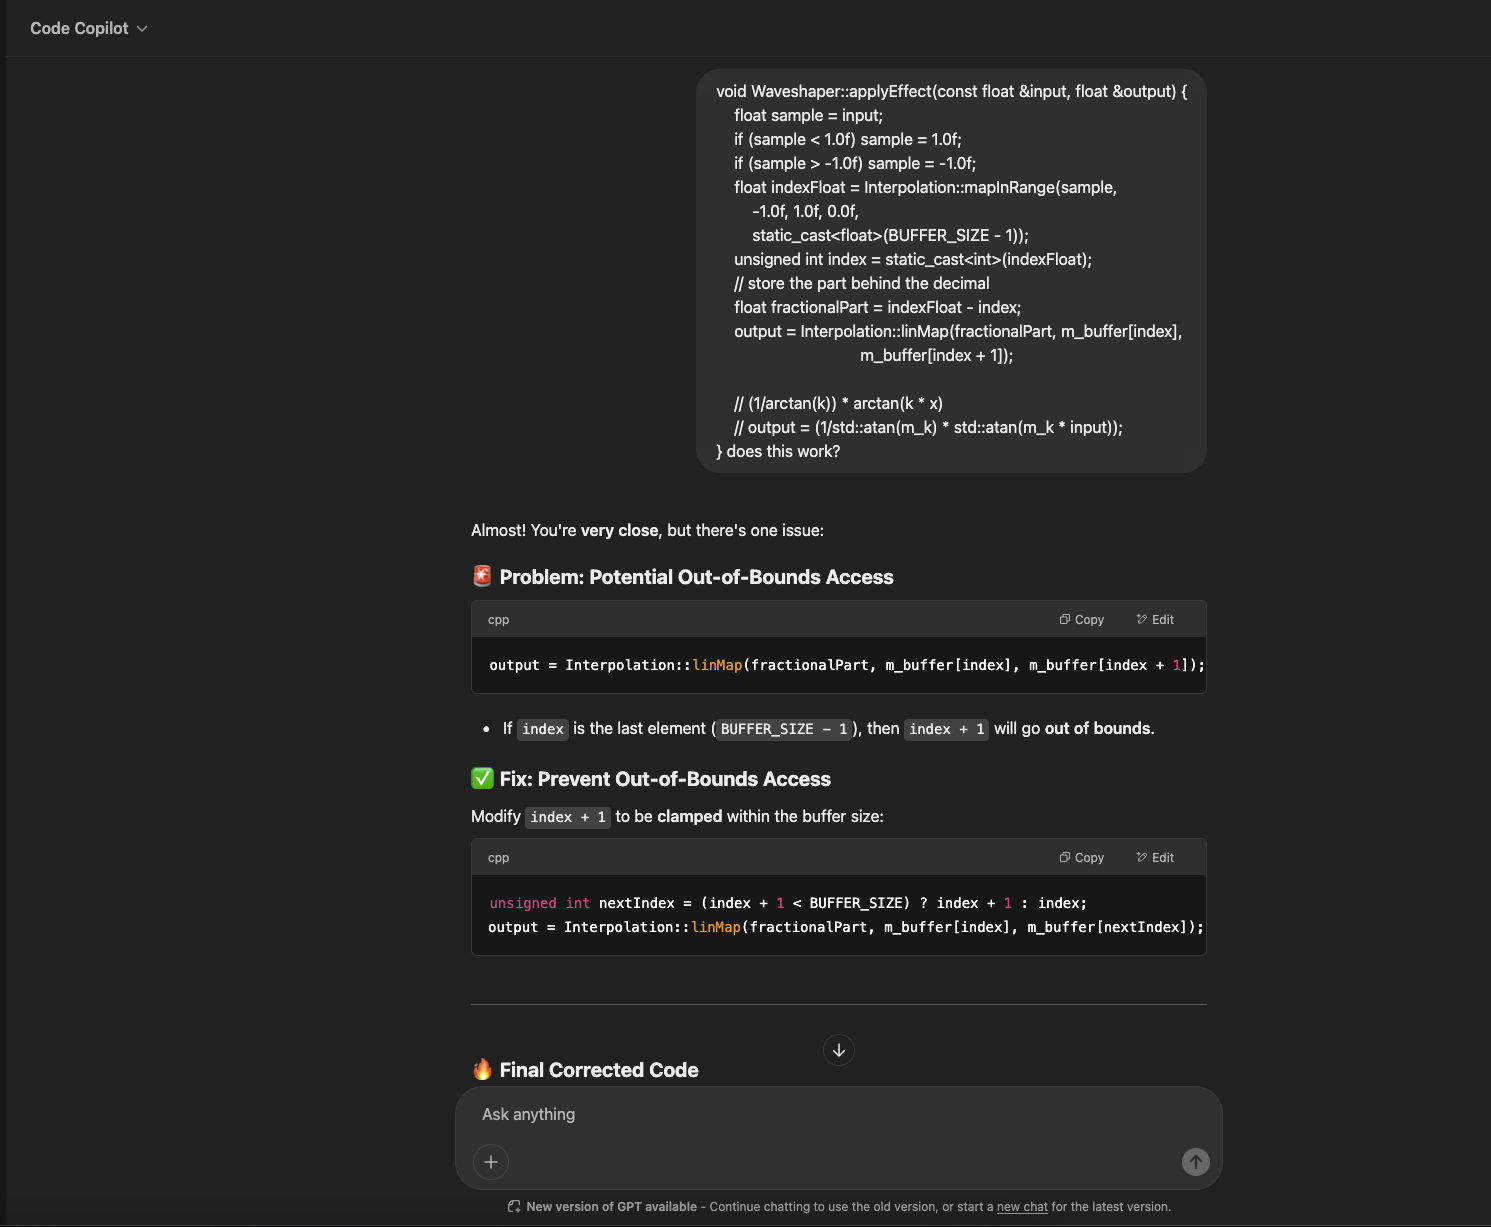 Code Copilot
void Waveshaper::applyEffect(const float &input, float &output) {
float sample = input;
if (sample < 1.0f) sample = 1.0f;
if (sample > -1.0f) sample = -1.0f;
float indexFloat = Interpolation::mapInRange(sample,
-1.0f, 1.0f, 0.0f,
static_cast<float>(BUFFER_SIZE - 1));
unsigned int index = static_cast<int>(indexFloat);
// store the part behind the decimal
float fractionalPart = indexFloat - index;
output = Interpolation::linMap(fractionalPart, m_buffer[index],
m_buffer[index + 1]);
// (1/arctan(k)) * arctan(k * x)
// output = (1/std::atan(m_k) * std::atan(m_k * input));
} does this work?
Almost! You're very close, but there's one issue:
🚨 Problem: Potential Out-of-Bounds Access
cpp Copy Edit
output = Interpolation::linMap(fractionalPart, m_buffer[index], m_buffer[index + 1]);
• If index is the last element (BUFFER_SIZE - 1), then index + 1 will go out of bounds.
✅ Fix: Prevent Out-of-Bounds Access
Modify index + 1 to be clamped within the buffer size:
cpp Copy Edit
unsigned int nextIndex = (index + 1 < BUFFER_SIZE) ? index + 1 : index;
output = Interpolation::linMap(fractionalPart, m_buffer[index], m_buffer[nextIndex]);
🔥 Final Corrected Code
Ask anything
New version of GPT available - Continue chatting to use the old version, or start a new chat for the latest version.